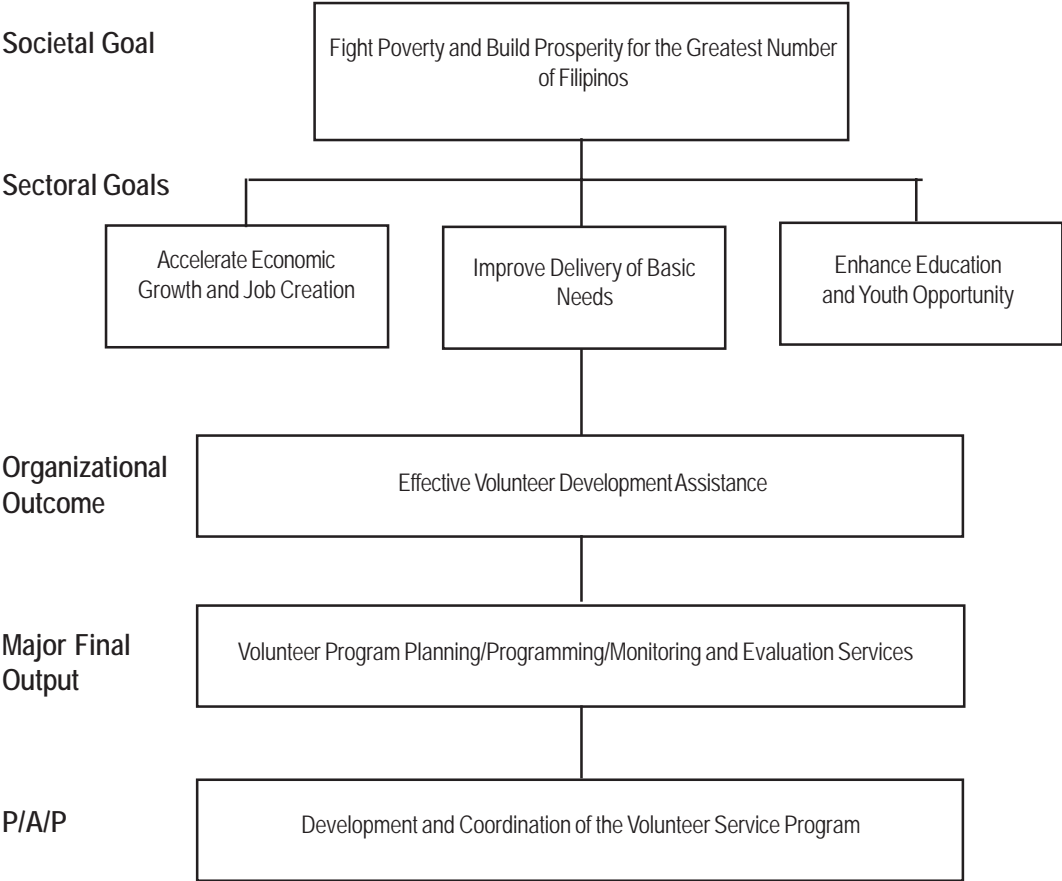 Societal Goal
Fight Poverty and Build Prosperity for the Greatest Number
of Filipinos
Sectoral Goals
Accelerate Economic
Growth and Job Creation
Improve Delivery of Basic
Needs
Enhance Education
and Youth Opportunity
Organizational
Outcome
Effective Volunteer Development Assistance
Major Final
Output
Volunteer Program Planning/Programming/Monitoring and Evaluation Services
P/A/P
Development and Coordination of the Volunteer Service Program